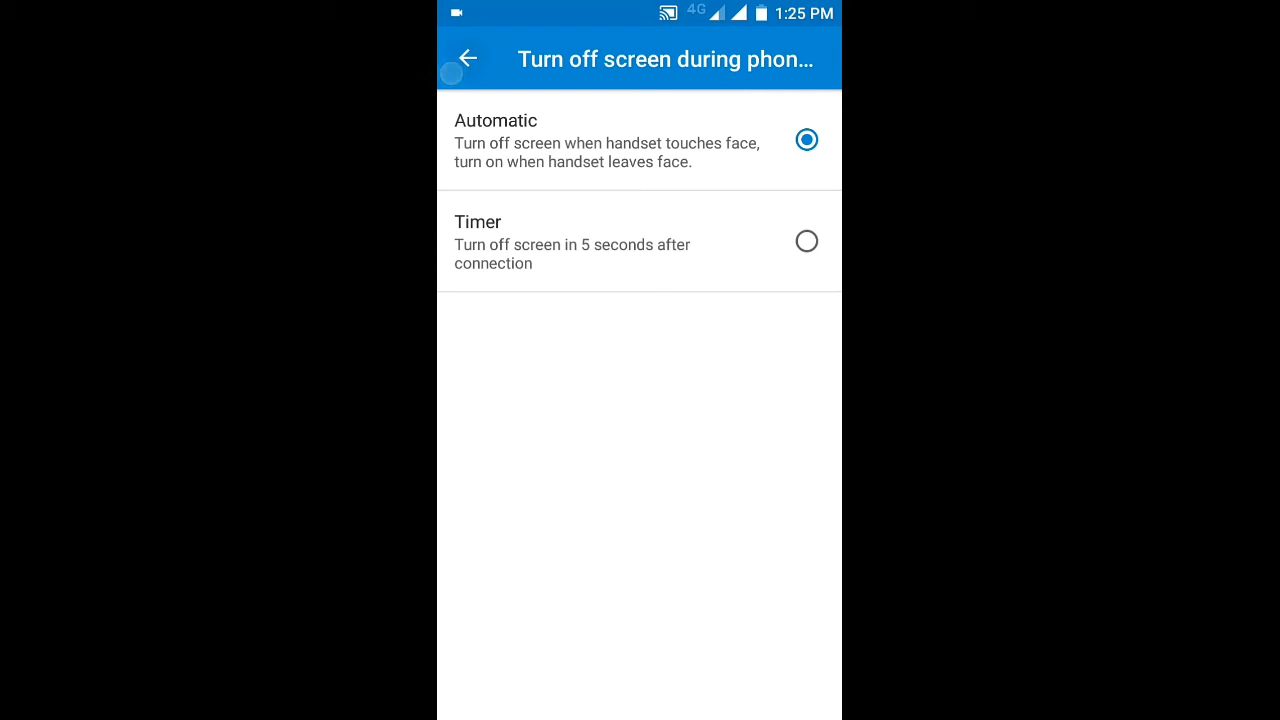 4G 1:25 PM
Turn off screen during phon...
Automatic
Turn off screen when handset touches face,
turn on when handset leaves face.
Timer
Turn off screen in 5 seconds after
connection